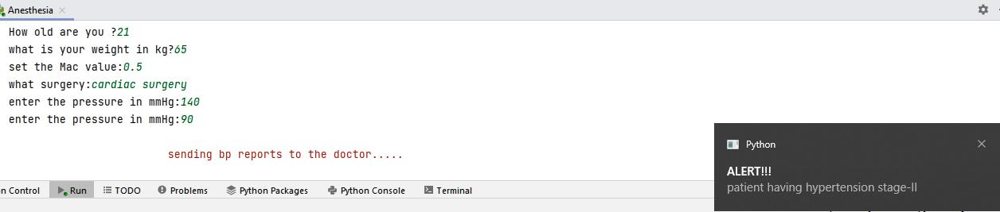 Anesthesia
How old are you ?21
what is your weight in kg?65
set the Mac value:0.5
what surgery:cardiac surgery
enter the pressure in mmHg:140
enter the pressure in mmHg:90
sending bp reports to the doctor.....
Python
ALERT!!!
patient having hypertension stage-II
n Control Run TODO Problems Python Packages Python Console Terminal